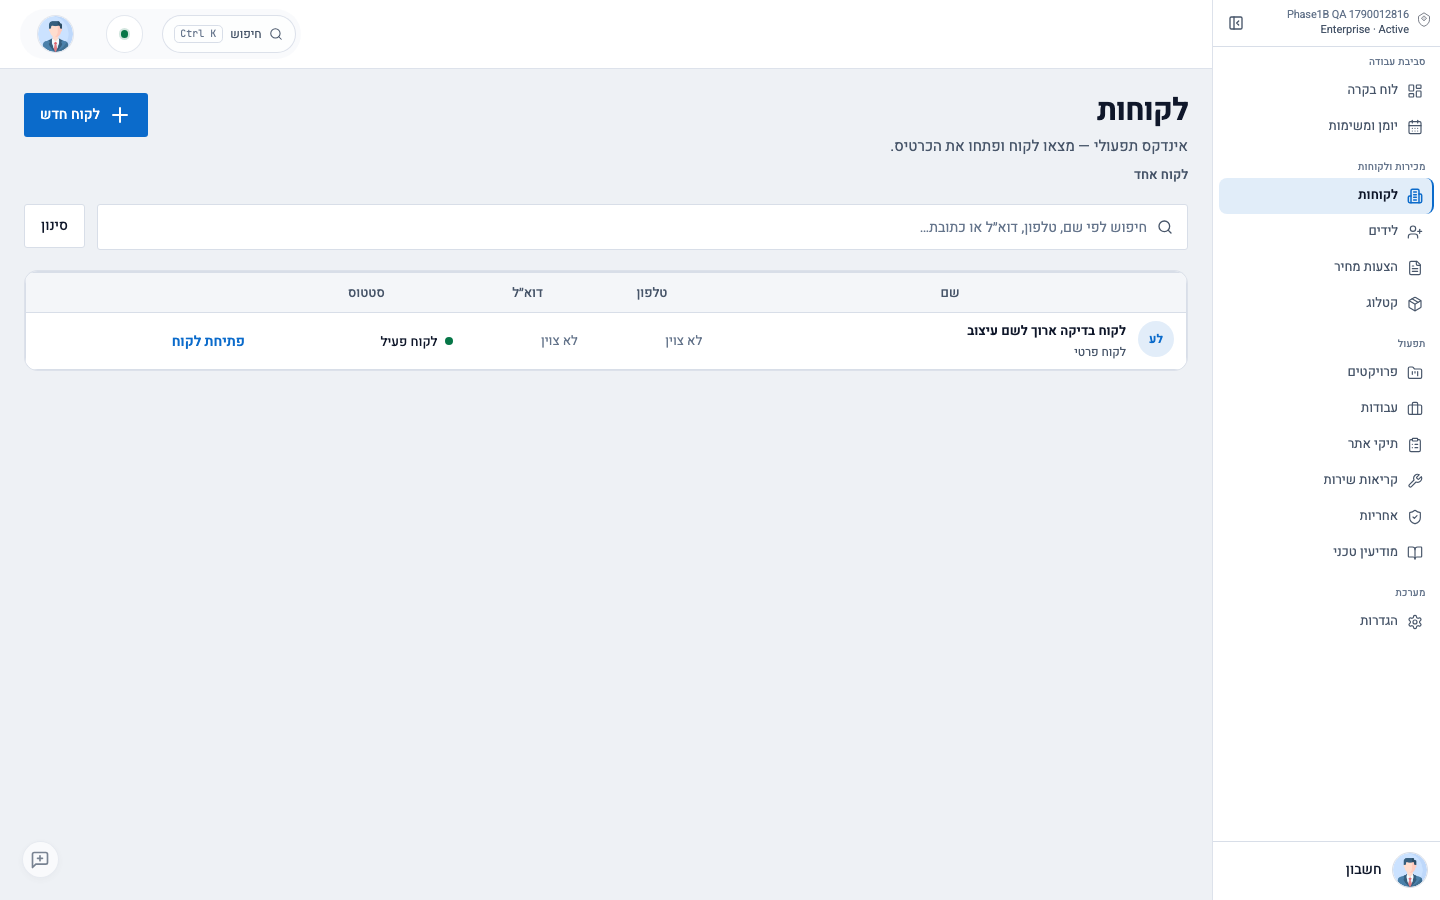 Phase1B QA 1790012816
Enterprise · Active
סביבת עבודה
לוח בקרה
יומן ומשימות
מכירות ולקוחות
לקוחות
לידים
הצעות מחיר
קטלוג
תפעול
פרויקטים
עבודות
תיקי אתר
קריאות שירות
אחריות
מודיעין טכני
מערכת
הגדרות
חשבון
חיפוש Ctrl K
לקוחות
אינדקס תפעולי — מצאו לקוח ופתחו את הכרטיס.
לקוח אחד
לקוח חדש
חיפוש לפי שם, טלפון, דוא״ל או כתובת...
סינון
שם טלפון דוא״ל סטטוס
לע לקוח בדיקה ארוך לשם עיצוב לא צוין לא צוין לקוח פעיל פתיחת לקוח
לקוח פרטי